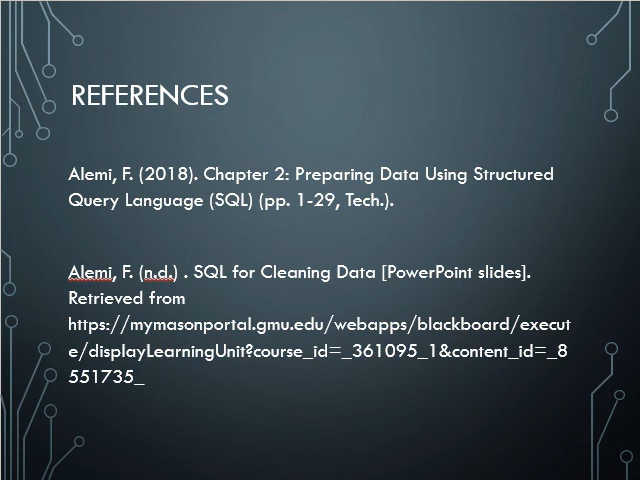 REFERENCES
Alemi, F. (2018). Chapter 2: Preparing Data Using Structured
Query Language (SQL) (pp. 1-29, Tech.).
Alemi, F. (n.d.) . SQL for Cleaning Data [PowerPoint slides].
Retrieved from
https://mymasonportal.gmu.edu/webapps/blackboard/execut
e/displayLearningUnit?course_id=_361095_1&content_id=_8
551735_